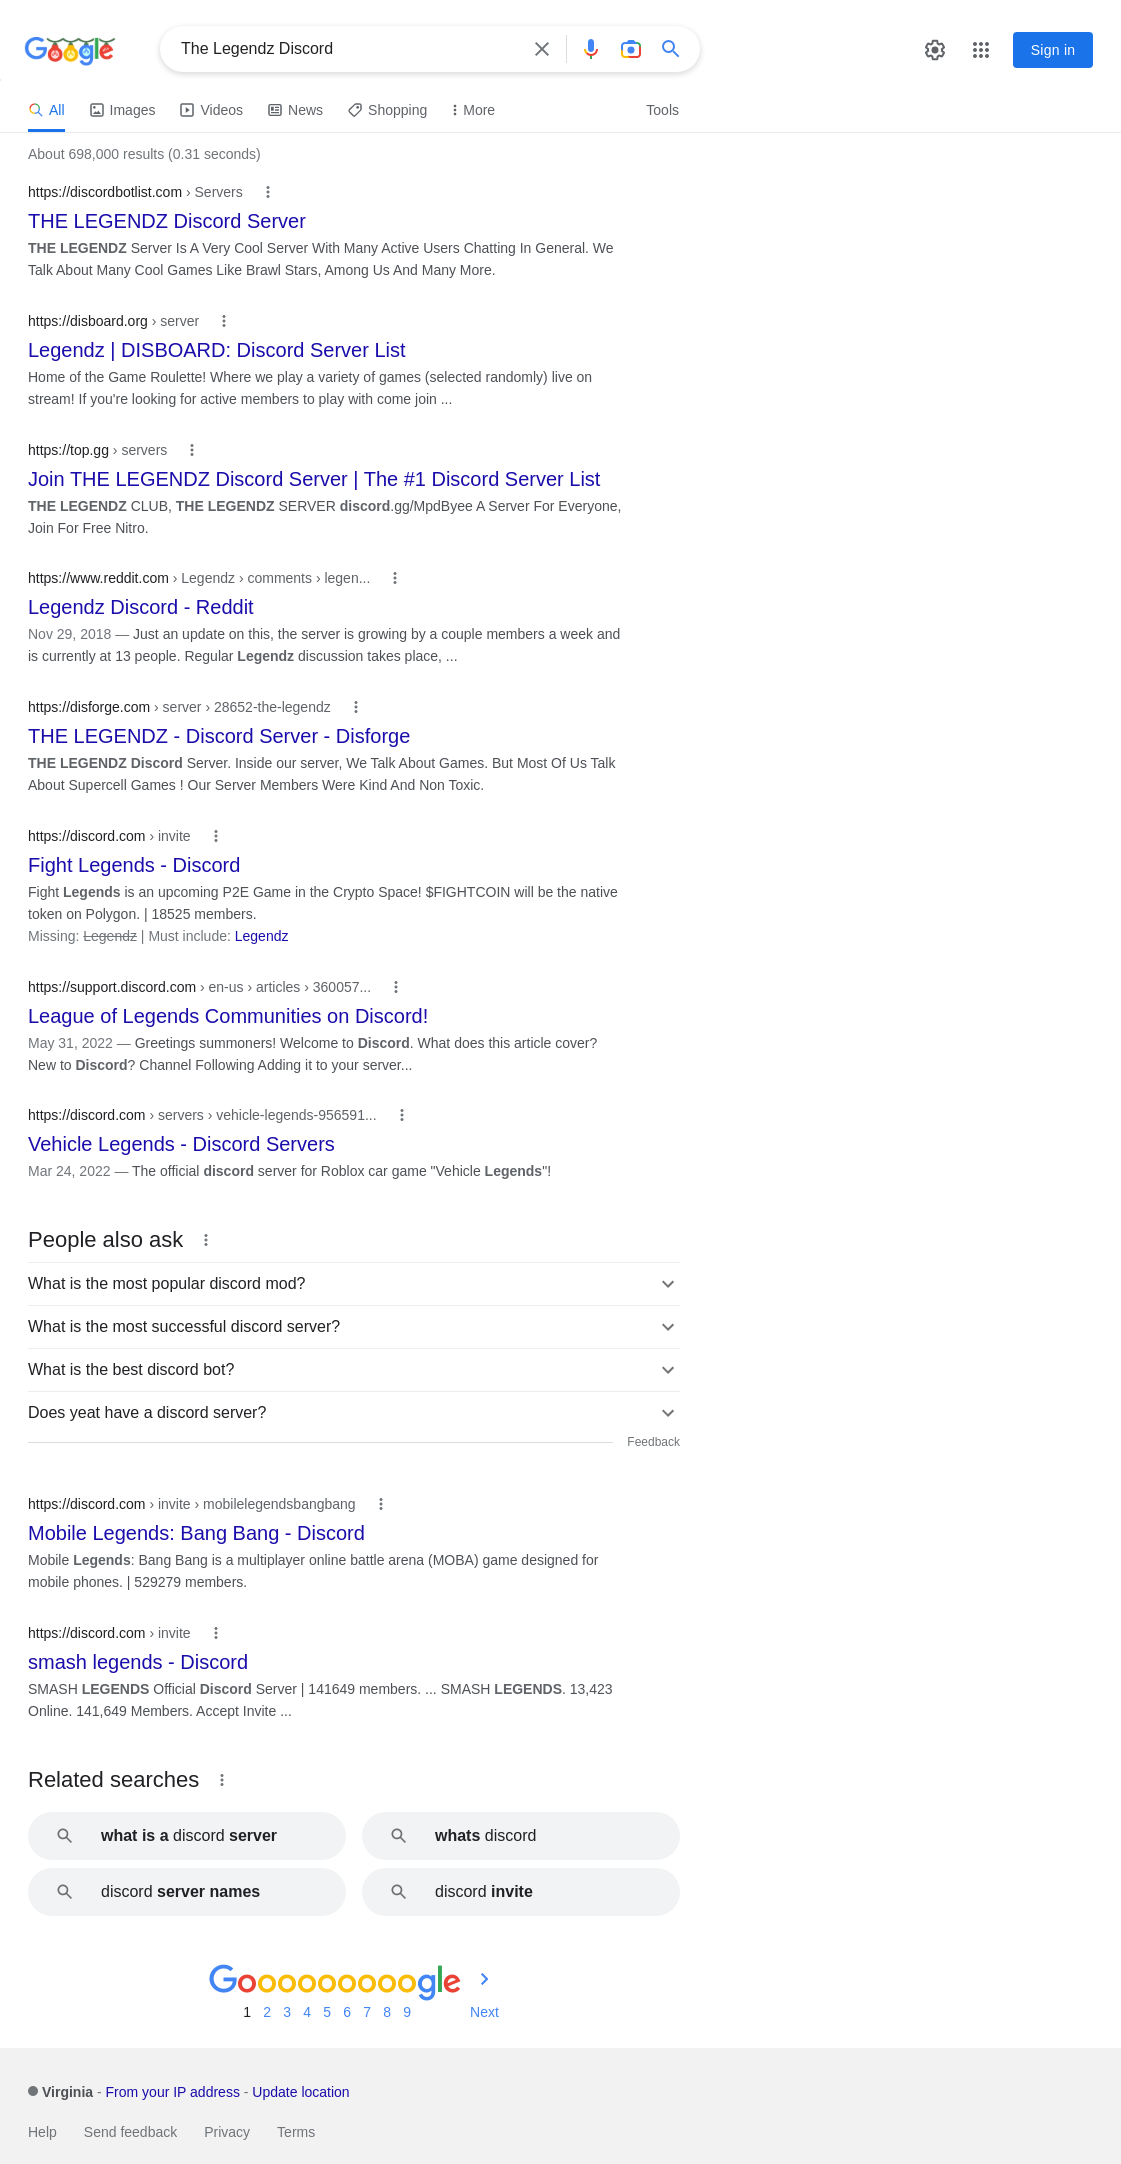 Google
The Legendz Discord
Sign in
All
Images
Videos
News
Shopping
More
Tools
About 698,000 results (0.31 seconds)
https://discordbotlist.com › Servers
THE LEGENDZ Discord Server
THE LEGENDZ Server Is A Very Cool Server With Many Active Users Chatting In General. We
Talk About Many Cool Games Like Brawl Stars, Among Us And Many More.
https://disboard.org › server
Legendz | DISBOARD: Discord Server List
Home of the Game Roulette! Where we play a variety of games (selected randomly) live on
stream! If you're looking for active members to play with come join ...
https://top.gg › servers
Join THE LEGENDZ Discord Server | The #1 Discord Server List
THE LEGENDZ CLUB, THE LEGENDZ SERVER discord.gg/MpdByee A Server For Everyone,
Join For Free Nitro.
https://www.reddit.com › Legendz › comments › legen...
Legendz Discord - Reddit
Nov 29, 2018 — Just an update on this, the server is growing by a couple members a week and
is currently at 13 people. Regular Legendz discussion takes place, ...
https://disforge.com › server › 28652-the-legendz
THE LEGENDZ - Discord Server - Disforge
THE LEGENDZ Discord Server. Inside our server, We Talk About Games. But Most Of Us Talk
About Supercell Games ! Our Server Members Were Kind And Non Toxic.
https://discord.com › invite
Fight Legends - Discord
Fight Legends is an upcoming P2E Game in the Crypto Space! $FIGHTCOIN will be the native
token on Polygon. | 18525 members.
Missing: Legendz | Must include: Legendz
https://support.discord.com › en-us › articles › 360057...
League of Legends Communities on Discord!
May 31, 2022 — Greetings summoners! Welcome to Discord. What does this article cover?
New to Discord? Channel Following Adding it to your server...
https://discord.com › servers › vehicle-legends-956591...
Vehicle Legends - Discord Servers
Mar 24, 2022 — The official discord server for Roblox car game "Vehicle Legends"!
People also ask
What is the most popular discord mod?
What is the most successful discord server?
What is the best discord bot?
Does yeat have a discord server?
Feedback
https://discord.com › invite › mobilelegendsbangbang
Mobile Legends: Bang Bang - Discord
Mobile Legends: Bang Bang is a multiplayer online battle arena (MOBA) game designed for
mobile phones. | 529279 members.
https://discord.com › invite
smash legends - Discord
SMASH LEGENDS Official Discord Server | 141649 members. ... SMASH LEGENDS. 13,423
Online. 141,649 Members. Accept Invite ...
Related searches
what is a discord server
whats discord
discord server names
discord invite
Goooooooooogle
1 2 3 4 5 6 7 8 9 Next
Virginia - From your IP address - Update location
Help
Send feedback
Privacy
Terms